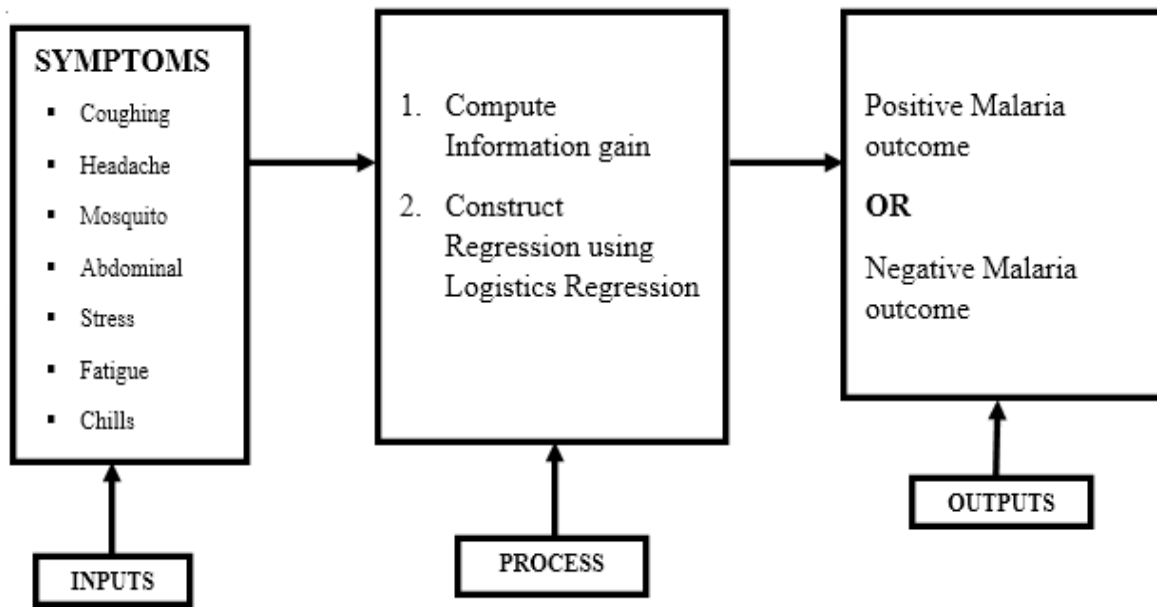 SYMPTOMS
▪ Coughing
▪ Headache
▪ Mosquito
▪ Abdominal
▪ Stress
▪ Fatigue
▪ Chills
INPUTS
1. Compute
Information gain
2. Construct
Regression using
Logistics Regression
PROCESS
Positive Malaria
outcome
OR
Negative Malaria
outcome
OUTPUTS